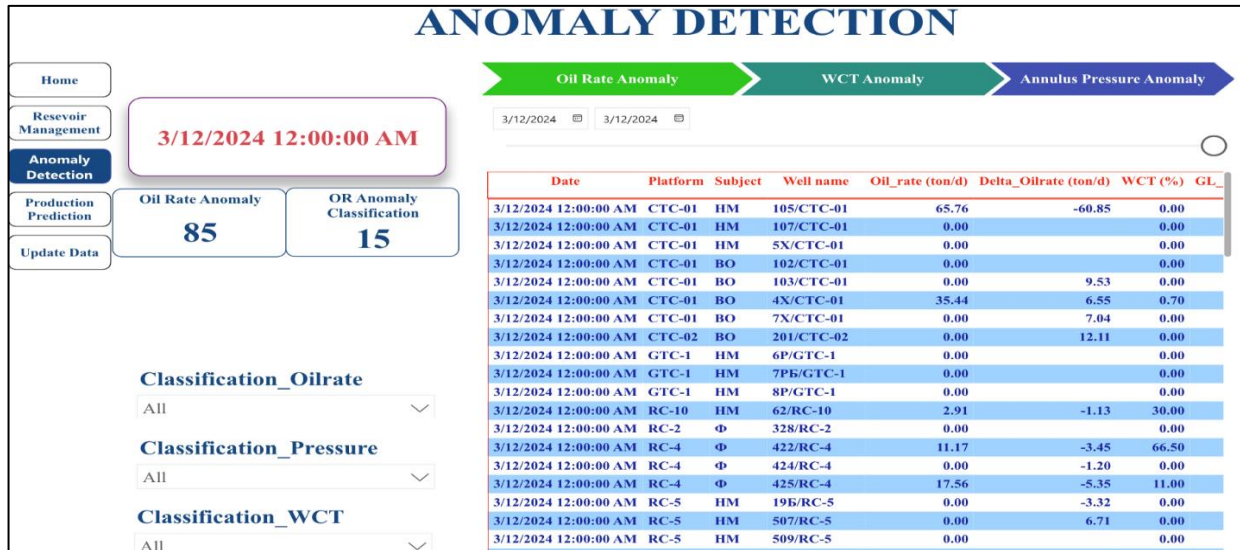 ANOMALY DETECTION
Home
Resevoir
Management
Anomaly
Detection
Production
Prediction
Update Data
3/12/2024 12:00:00 AM
Oil Rate Anomaly
85
OR Anomaly
Classification
15
Classification_Oilrate
All
Classification_Pressure
All
Classification_WCT
All
Oil Rate Anomaly
WCT Anomaly
Annulus Pressure Anomaly
3/12/2024 3/12/2024
Date Platform Subject Well name Oil_rate (ton/d) Delta_Oilrate (ton/d) WCT (%) GL_
3/12/2024 12:00:00 AM CTC-01 HM 105/CTC-01 65.76 -60.85 0.00
3/12/2024 12:00:00 AM CTC-01 HM 107/CTC-01 0.00 0.00
3/12/2024 12:00:00 AM CTC-01 HM 5X/CTC-01 0.00 0.00
3/12/2024 12:00:00 AM CTC-01 BO 102/CTC-01 0.00
3/12/2024 12:00:00 AM CTC-01 BO 103/CTC-01 0.00 9.53 0.00
3/12/2024 12:00:00 AM CTC-01 BO 4X/CTC-01 35.44 6.55 0.70
3/12/2024 12:00:00 AM CTC-01 BO 7X/CTC-01 0.00 7.04 0.00
3/12/2024 12:00:00 AM CTC-02 BO 201/CTC-02 0.00 12.11 0.00
3/12/2024 12:00:00 AM GTC-1 HM 6P/GTC-1 0.00 0.00
3/12/2024 12:00:00 AM GTC-1 HM 7РБ/GTC-1 0.00 0.00
3/12/2024 12:00:00 AM GTC-1 HM 8P/GTC-1 0.00 0.00
3/12/2024 12:00:00 AM RC-10 HM 62/RC-10 2.91 -1.13 30.00
3/12/2024 12:00:00 AM RC-2 Ф 328/RC-2 0.00 0.00
3/12/2024 12:00:00 AM RC-4 Ф 422/RC-4 11.17 -3.45 66.50
3/12/2024 12:00:00 AM RC-4 Ф 424/RC-4 0.00 -1.20 0.00
3/12/2024 12:00:00 AM RC-4 Ф 425/RC-4 17.56 -5.35 11.00
3/12/2024 12:00:00 AM RC-5 HM 19Б/RC-5 0.00 -3.32 0.00
3/12/2024 12:00:00 AM RC-5 HM 507/RC-5 0.00 6.71 0.00
3/12/2024 12:00:00 AM RC-5 HM 509/RC-5 0.00 0.00